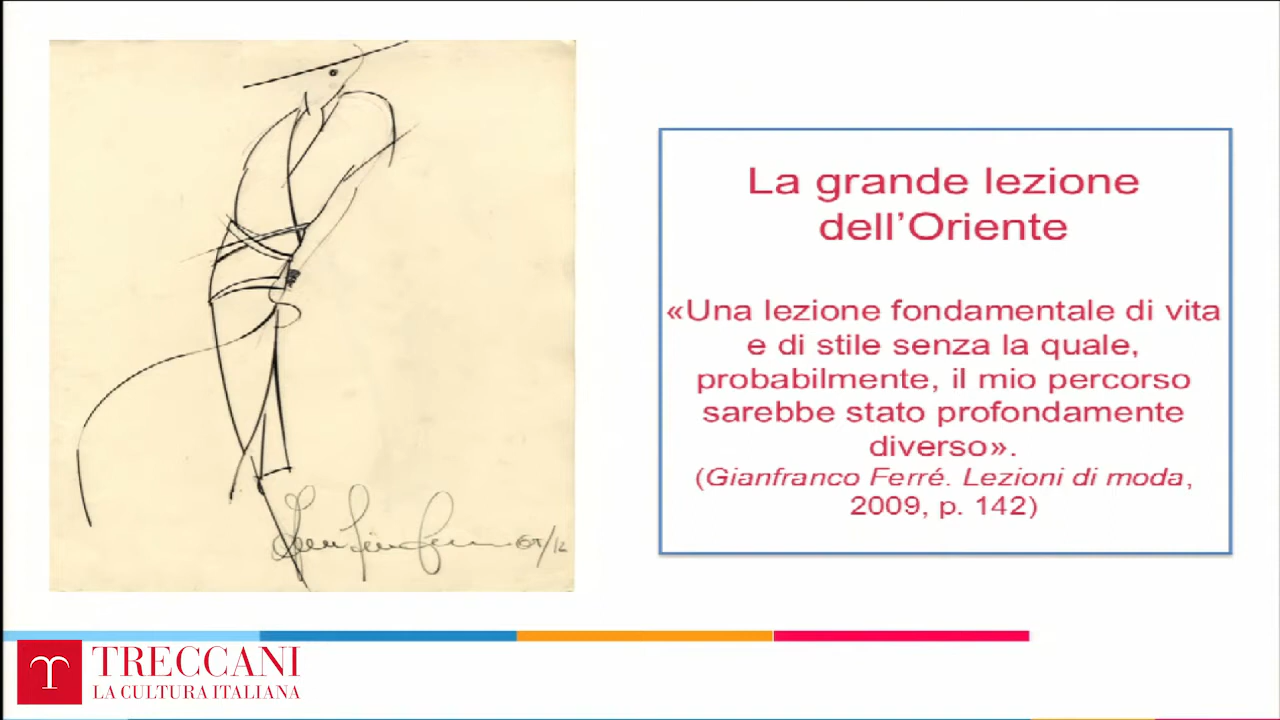 La grande lezione
dell’Oriente
«Una lezione fondamentale di vita
e di stile senza la quale,
probabilmente, il mio percorso
sarebbe stato profondamente
diverso».
(Gianfranco Ferré. Lezioni di moda,
2009, p. 142)
TRECCANI
LA CULTURA ITALIANA